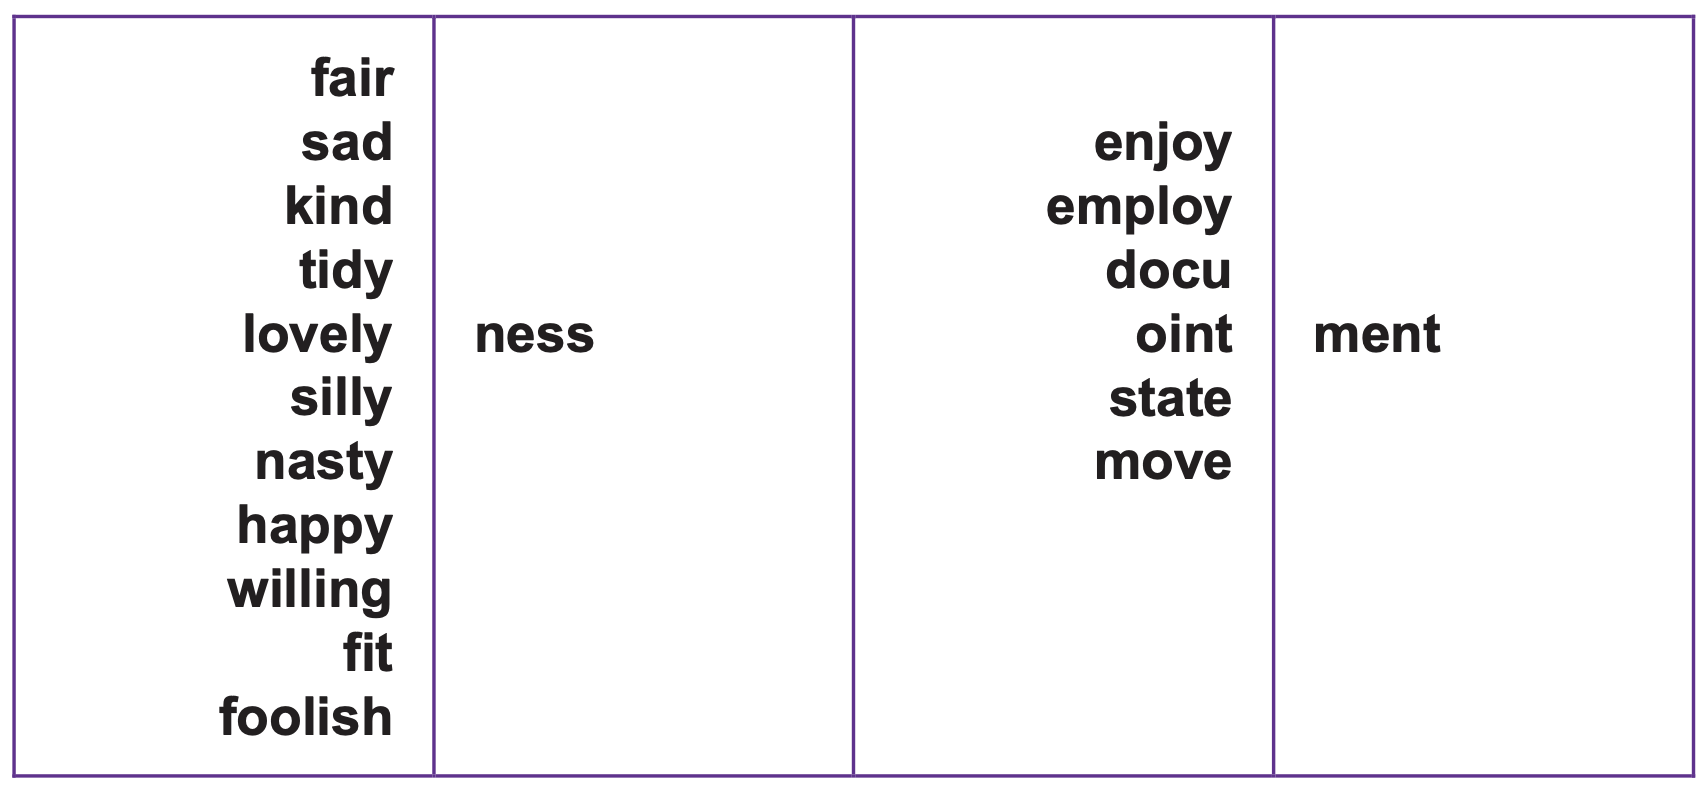 fair
sad
kind
tidy
lovely
silly
nasty
happy
willing
fit
foolish
ness
enjoy
employ
docu
oint
state
move
ment